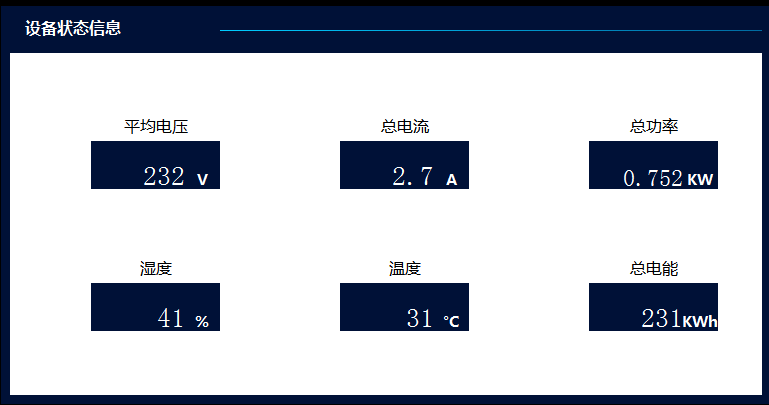 设备状态信息
平均电压 总电流 总功率
232 V 2.7 A 0.752 KW
湿度 温度 总电能
41 % 31 °C 231KWh